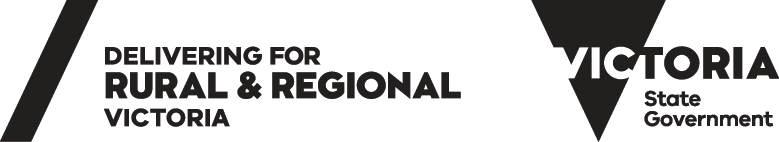 DELIVERING FOR
RURAL & REGIONAL
VICTORIA
VICTORIA
State
Government